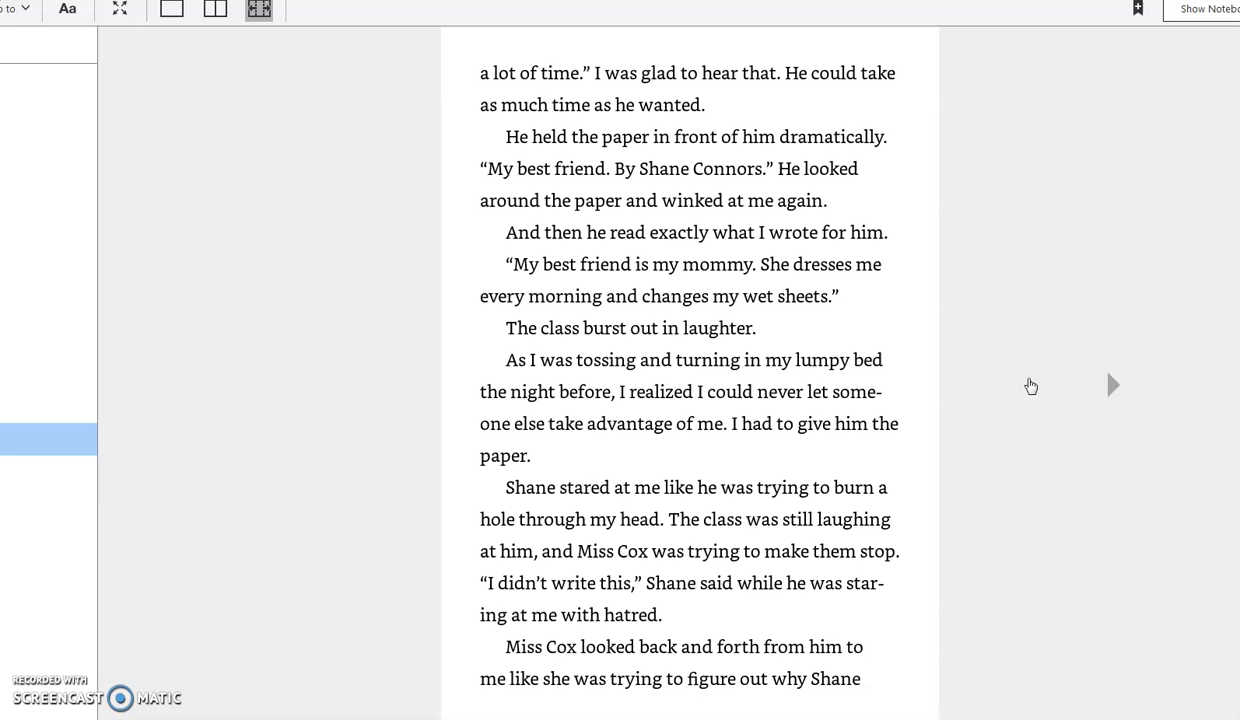 to
Aa
Show Notebo
a lot of time.” I was glad to hear that. He could take
as much time as he wanted.
He held the paper in front of him dramatically.
“My best friend. By Shane Connors.” He looked
around the paper and winked at me again.
And then he read exactly what I wrote for him.
“My best friend is my mommy. She dresses me
every morning and changes my wet sheets.”
The class burst out in laughter.
As I was tossing and turning in my lumpy bed
the night before, I realized I could never let some-
one else take advantage of me. I had to give him the
paper.
Shane stared at me like he was trying to burn a
hole through my head. The class was still laughing
at him, and Miss Cox was trying to make them stop.
“I didn’t write this,” Shane said while he was star-
ing at me with hatred.
Miss Cox looked back and forth from him to
me like she was trying to figure out why Shane
RECORDED WITH
SCREENCAST MATIC